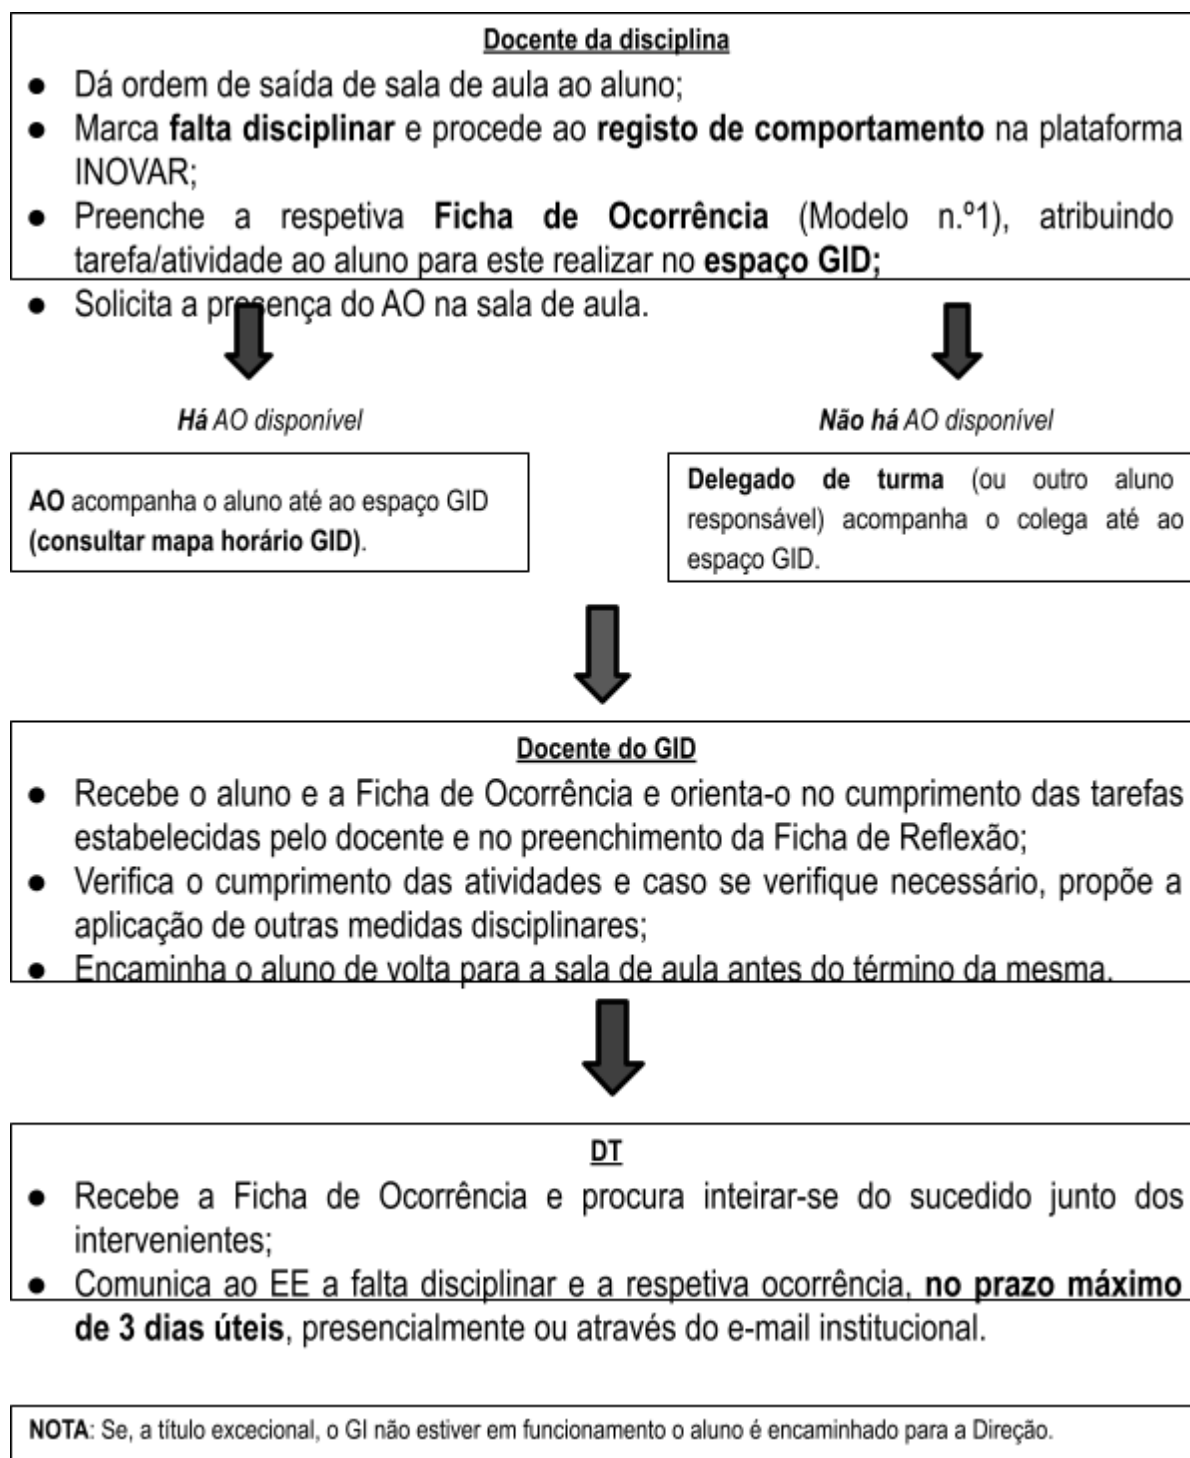 Docente da disciplina
● Dá ordem de saída de sala de aula ao aluno;
● Marca falta disciplinar e procede ao registo de comportamento na plataforma
INOVAR;
● Preenche a respetiva Ficha de Ocorrência (Modelo n.º1), atribuindo
tarefa/atividade ao aluno para este realizar no espaço GID;
● Solicita a presença do AO na sala de aula.
Há AO disponível
Não há AO disponível
AO acompanha o aluno até ao espaço GID
(consultar mapa horário GID).
Delegado de turma (ou outro aluno
responsável) acompanha o colega até ao
espaço GID.
Docente do GID
● Recebe o aluno e a Ficha de Ocorrência e orienta-o no cumprimento das tarefas
estabelecidas pelo docente e no preenchimento da Ficha de Reflexão;
● Verifica o cumprimento das atividades e caso se verifique necessário, propõe a
aplicação de outras medidas disciplinares;
● Encaminha o aluno de volta para a sala de aula antes do término da mesma.
DT
● Recebe a Ficha de Ocorrência e procura inteirar-se do sucedido junto dos
intervenientes;
● Comunica ao EE a falta disciplinar e a respetiva ocorrência, no prazo máximo
de 3 dias úteis, presencialmente ou através do e-mail institucional.
NOTA: Se, a título excecional, o GI não estiver em funcionamento o aluno é encaminhado para a Direção.